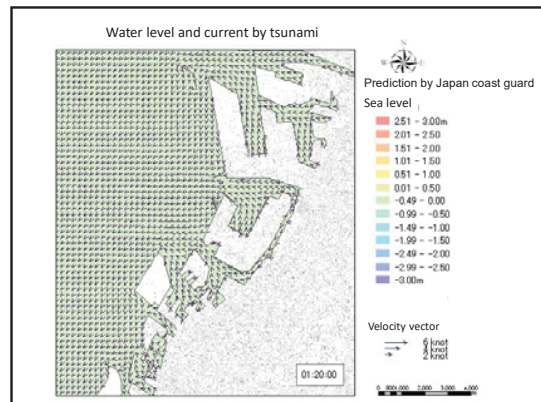 Water level and current by tsunami
N
W E
S
Prediction by Japan coast guard
Sea level
2.51 - 3.00m
2.01 - 2.50
1.51 - 2.00
1.01 - 1.50
0.51 - 1.00
0.01 - 0.50
-0.49 - 0.00
-0.99 - -0.50
-1.49 - -1.00
-1.99 - -1.50
-2.49 - -2.00
-2.99 - -2.50
-3.00m
Velocity vector
6 knot
4 knot
2 knot
01:20:00